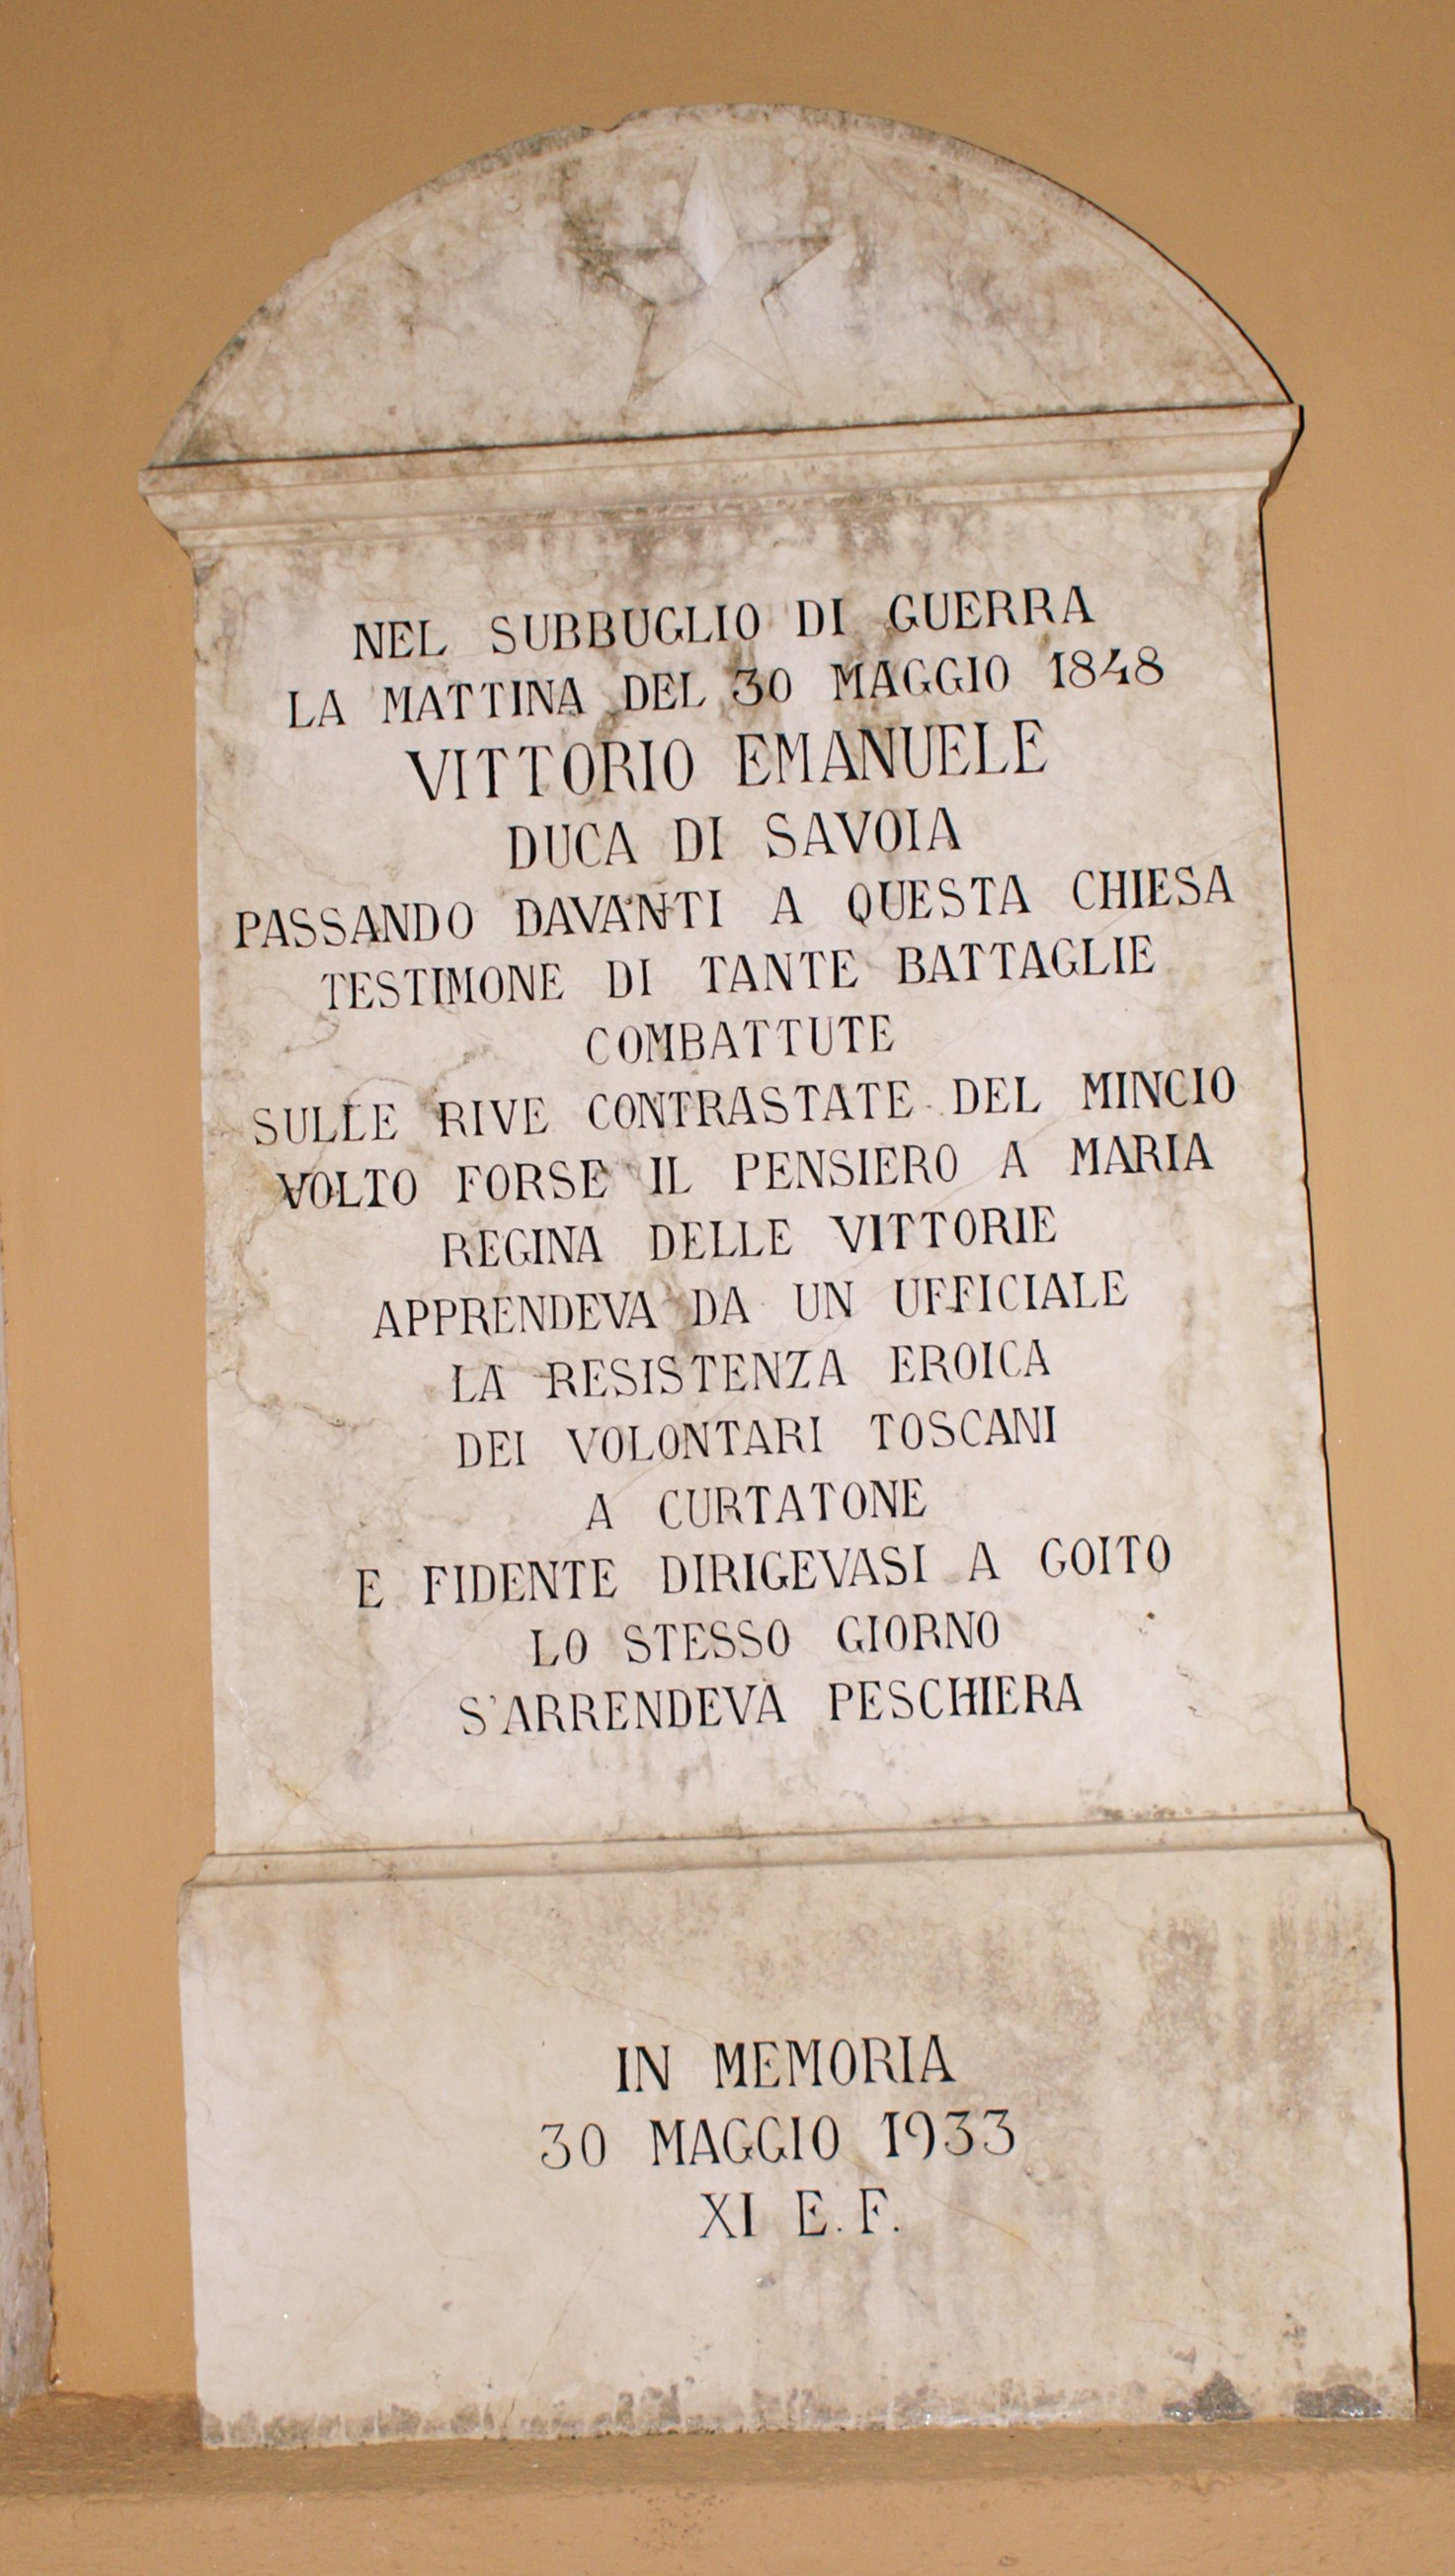 NEL SUBBUGLIO DI GUERRA
LA MATTINA DEL 30 MAGGIO 1848
VITTORIO EMANUELE
DUCA DI SAVOIA
PASSANDO DAVANTI A QUESTA CHIESA
TESTIMONE DI TANTE BATTAGLIE
COMBATTUTE
SULLE RIVE CONTRASTATE DEL MINCIO
VOLTO FORSE IL PENSIERO A MARIA
REGINA DELLE VITTORIE
APPRENDEVA DA UN UFFICIALE
LA RESISTENZA EROICA
DEI VOLONTARI TOSCANI
A CURTATONE
E FIDENTE DIRIGEVASI A GOITO
LO STESSO GIORNO
S'ARRENDEVA PESCHIERA
IN MEMORIA
30 MAGGIO 1933
XI E. F.